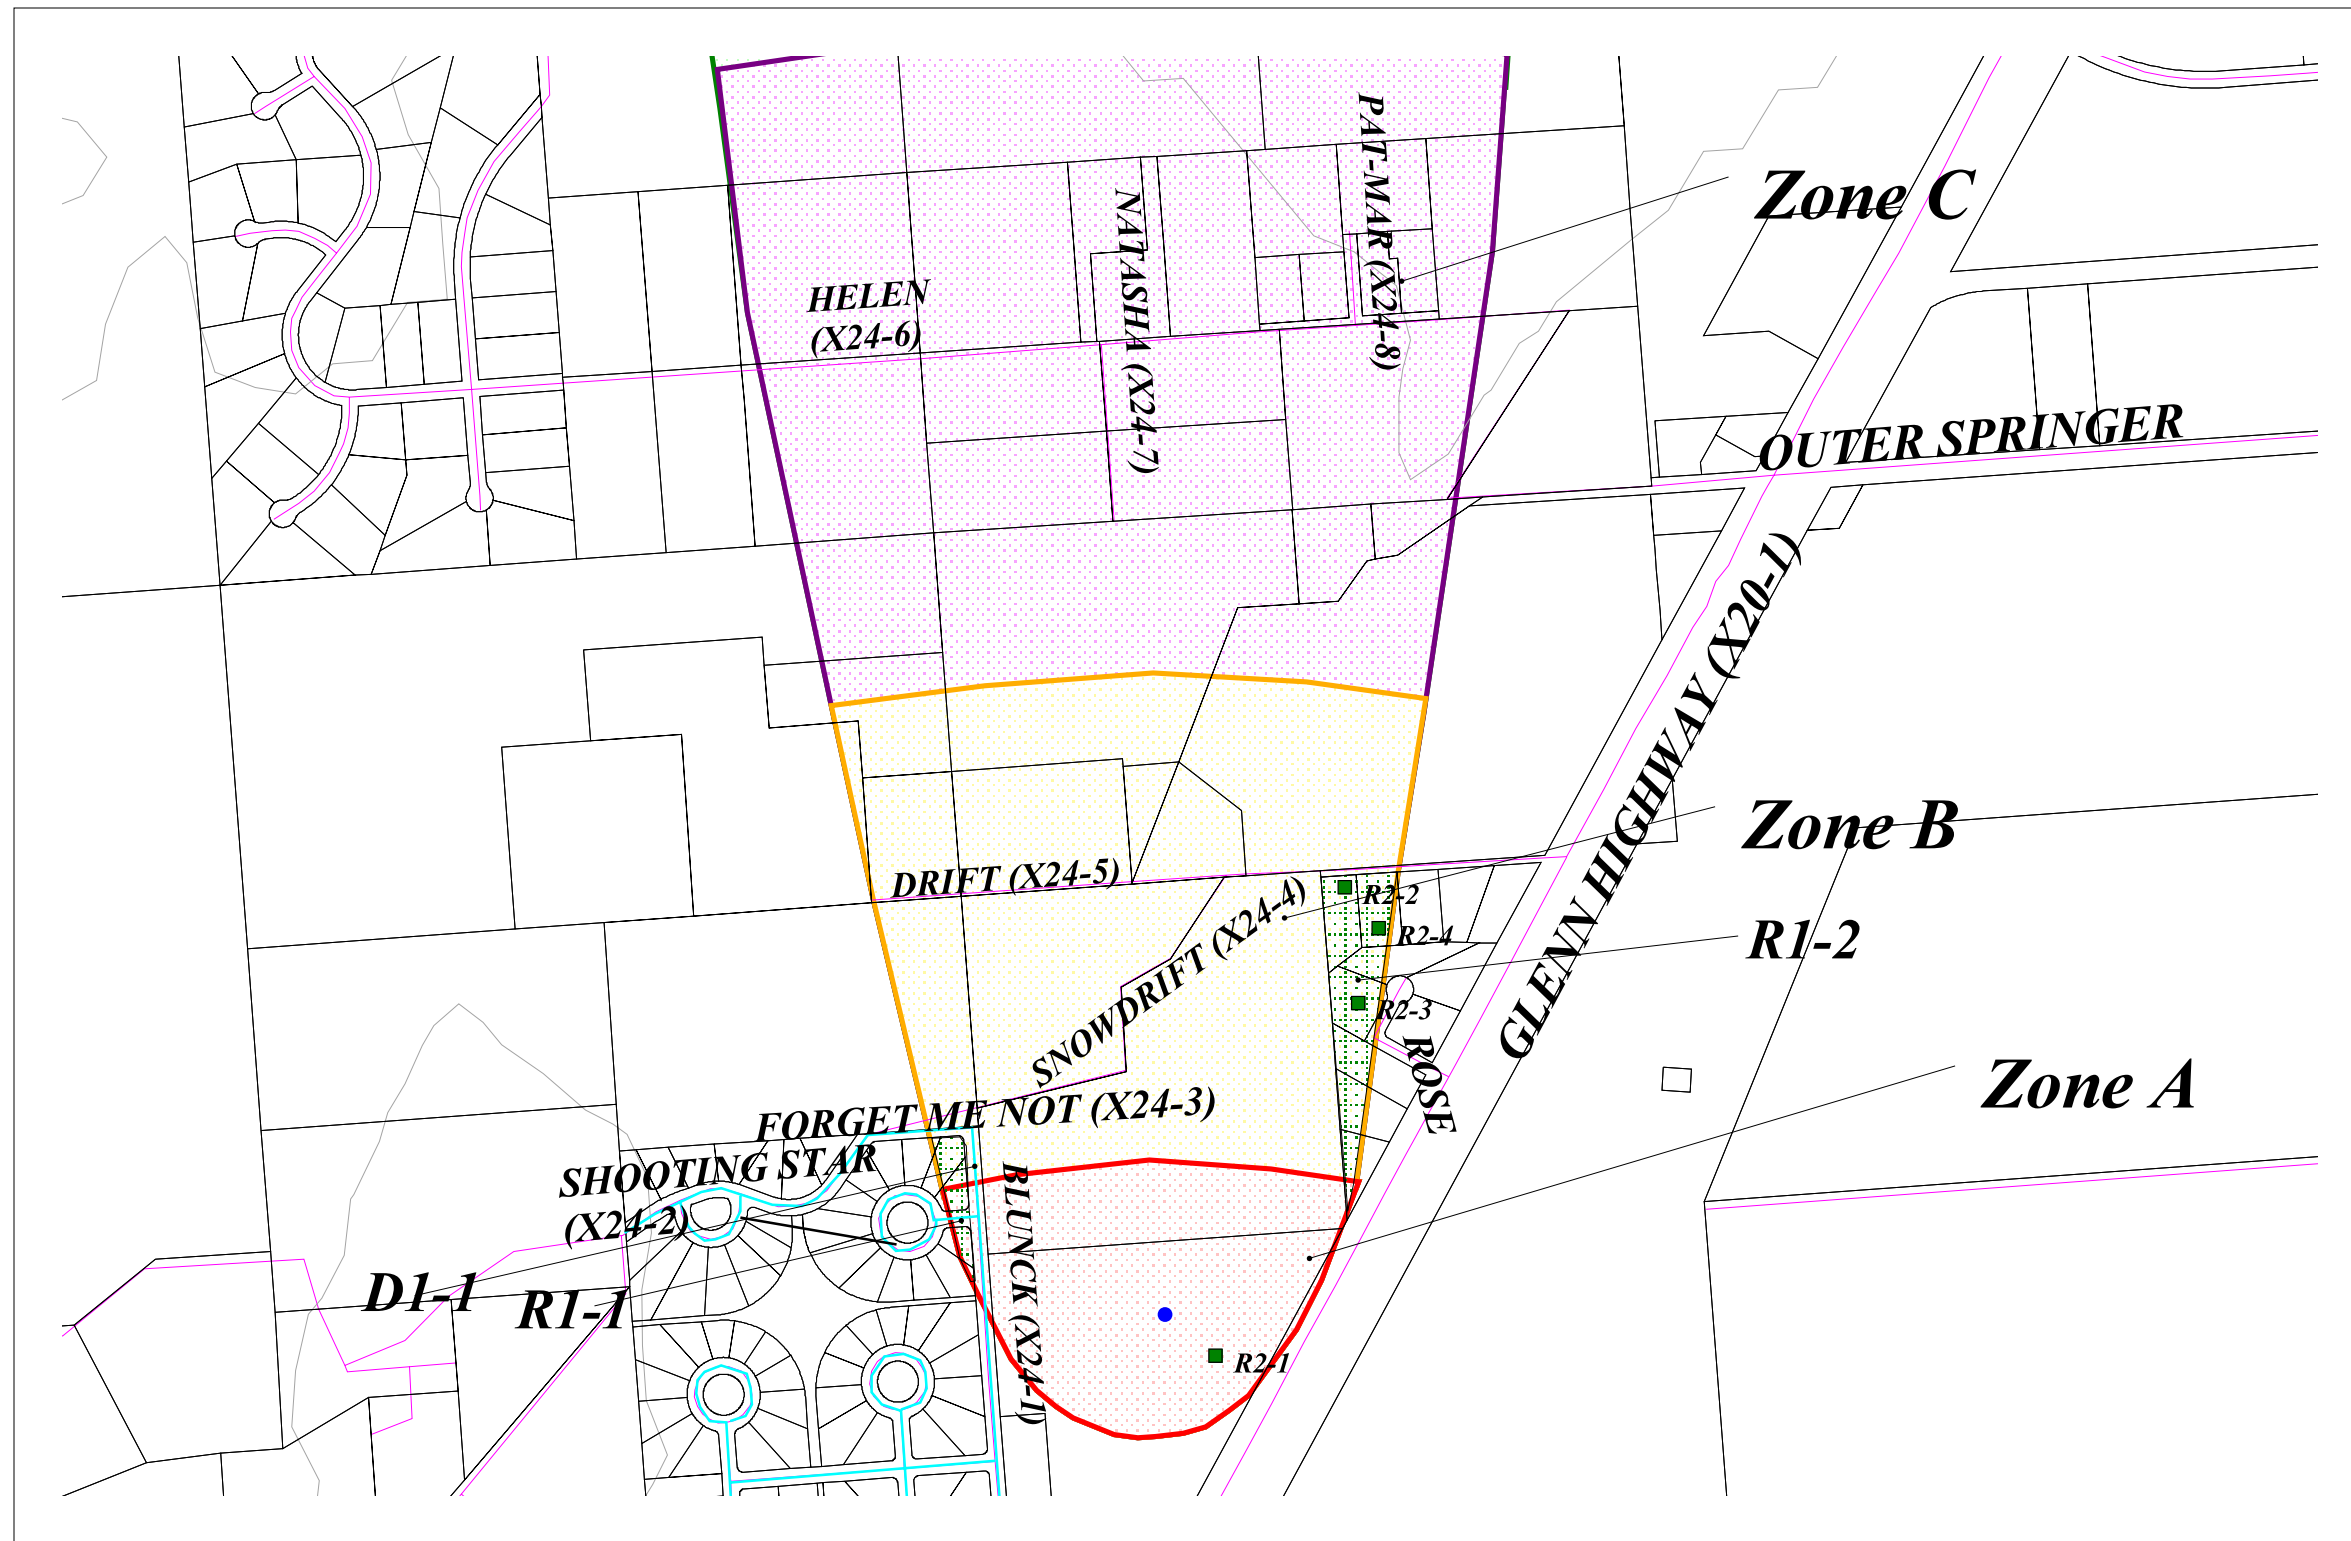 PAT-MAR (X24-8)
Zone C
NATASHA (X24-7)
HELEN
(X24-6)
OUTER SPRINGER
GLENN HIGHWAY (X20-1)
Zone B
DRIFT (X24-5)
SNOWDRIFT (X24-4)
R2-2
R2-4
R1-2
R2-3
ROSE
Zone A
FORGET ME NOT (X24-3)
SHOOTING STAR
(X24-2)
BLUNCK (X24-1)
D1-1
R1-1
R2-1